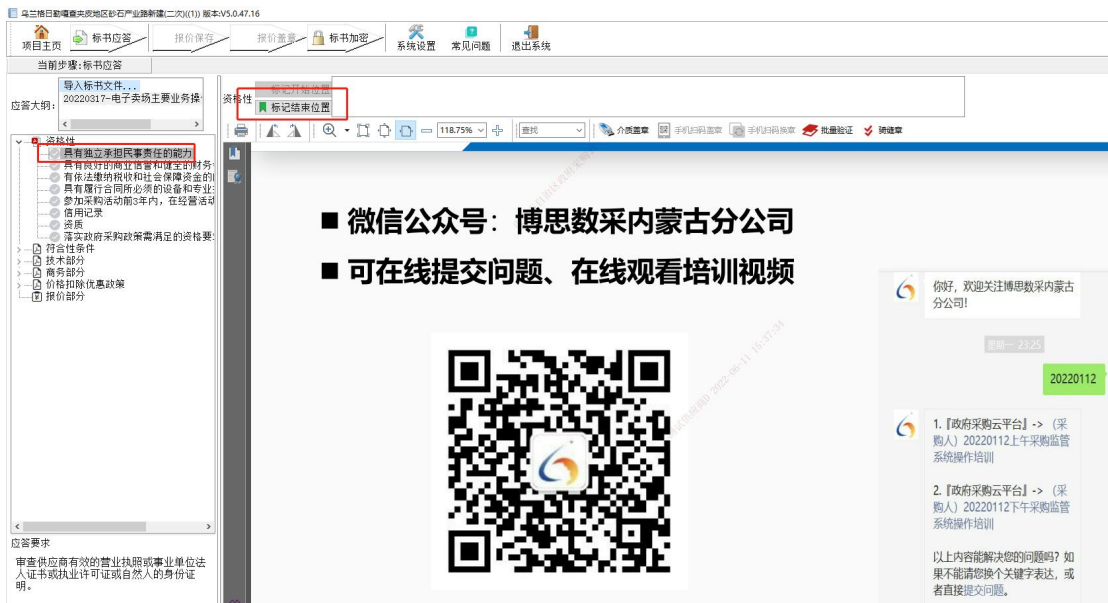 乌兰格日勒嘎查夹皮地区砂石产业路新建(二次)((1)) 版本:V5.0.47.16
项目主页 标书应答 报价保存 报价盖章 标书加密 系统设置 常见问题 退出系统
当前步骤:标书应答
应答大纲:
导入标书文件...
20220317-电子卖场主要业务操
资格性
标记开始位置
标记结束位置
118.75% 查找 介质盖章 手机扫码盖章 手机扫码换章 批量验证 骑缝章
资格性
具有独立承担民事责任的能力
具有良好的商业信誉和健全的财务
有依法缴纳税收和社会保障资金的
具有履行合同所必须的设备和专业
参加采购活动前3年内，在经营活动
信用记录
资质
落实政府采购政策需满足的资格要
符合性条件
技术部分
商务部分
价格扣除优惠政策
报价部分
应答要求
审查供应商有效的营业执照或事业单位法
人证书或执业许可证或自然人的身份证
明。
■ 微信公众号：博思数采内蒙古分公司
■ 可在线提交问题、在线观看培训视频
2022-06-11 15:37:34
你好，欢迎关注博思数采内蒙古
分公司!
星期一 23:25
20220112
1.『政府采购云平台』->（采
购人）20220112上午采购监管
系统操作培训
2.『政府采购云平台』->（采
购人）20220112下午采购监管
系统操作培训
以上内容能解决您的问题吗? 如
果不能请您换个关键字表达，或
者直接提交问题。